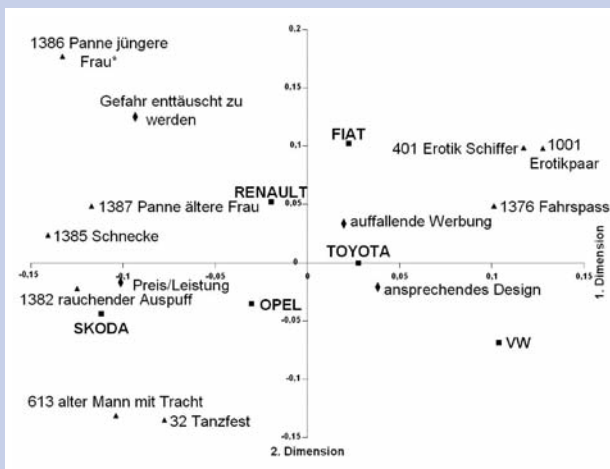 0,2
1386 Panne jüngere
Frau*
0,15
Gefahr enttäuscht zu
werden
FIAT
0,1
401 Erotik Schiffer
1001
Erotikpaar
RENAULT
0,05
1387 Panne ältere Frau
1376 Fahrspass
auffallende Werbung
1385 Schnecke
TOYOTA
-0,15
-0,1
-0,05
0
0
0,05
0,1
0,15
1. Dimension
Preis/Leistung
ansprechendes Design
1382 rauchender Auspuff
OPEL
SKODA
-0,05
VW
-0,1
613 alter Mann mit Tracht
32 Tanzfest
-0,15
2. Dimension